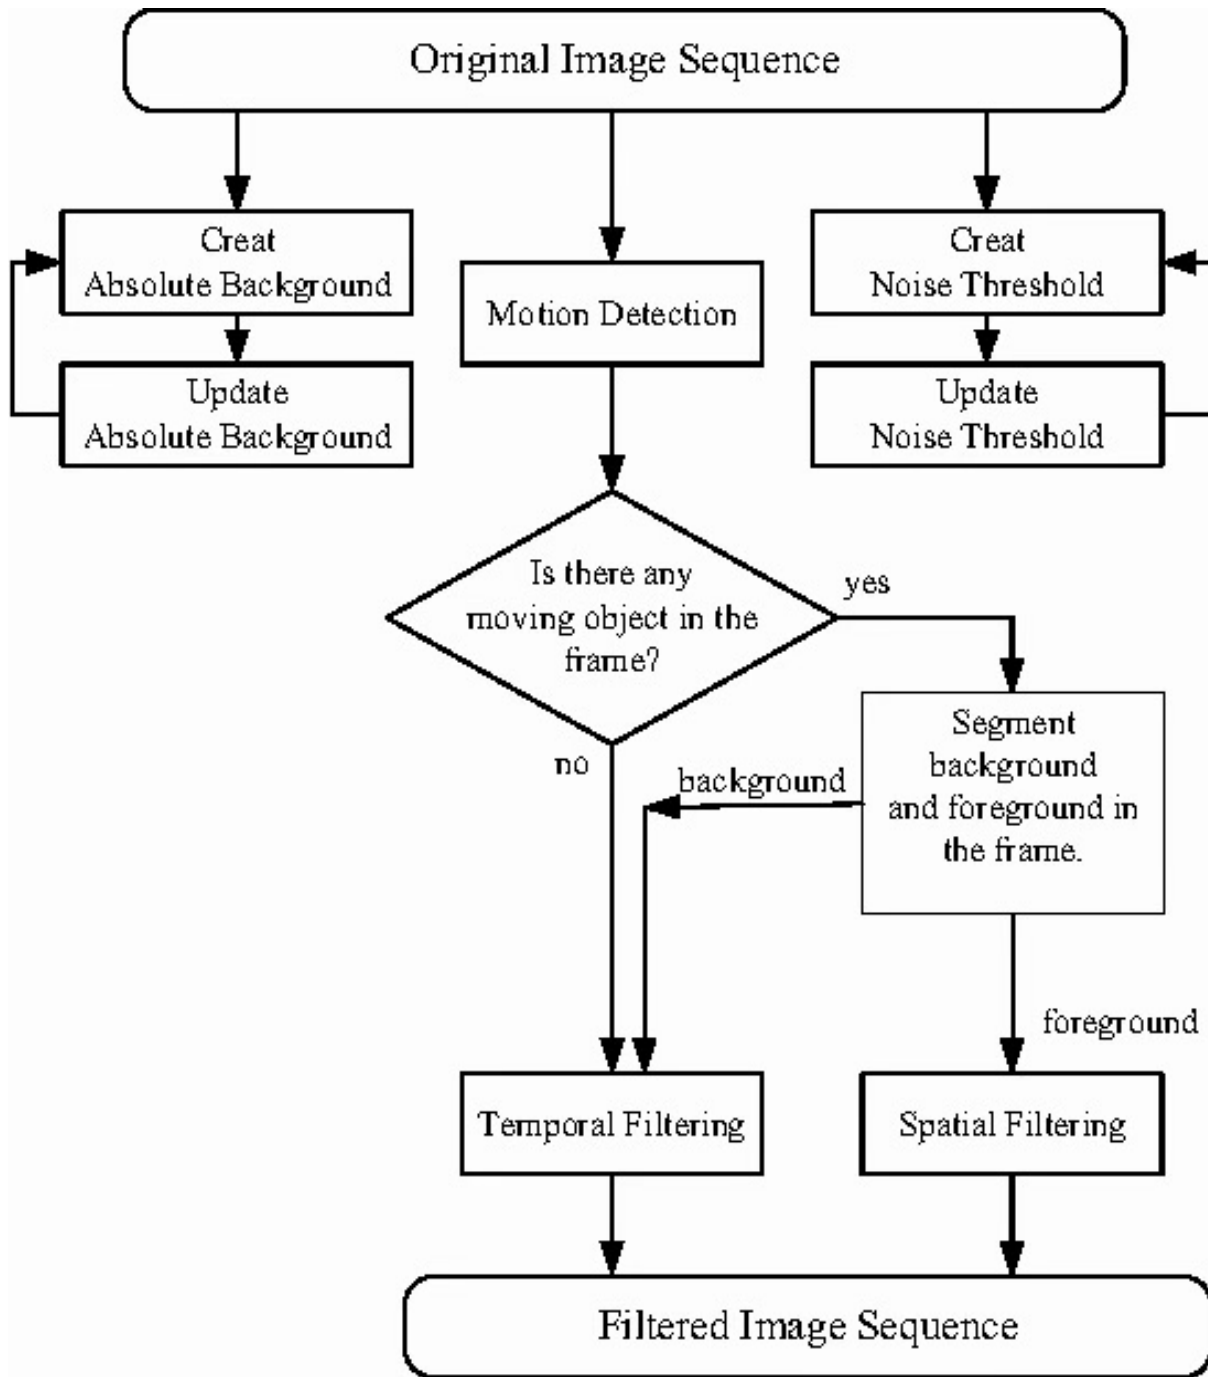 Original Image Sequence
Creat
Absolute Background
Update
Absolute Background
Motion Detection
Creat
Noise Threshold
Update
Noise Threshold
Is there any
moving object in the
frame?
yes
no
Segment
background
and foreground in
the frame.
background
foreground
Temporal Filtering
Spatial Filtering
Filtered Image Sequence